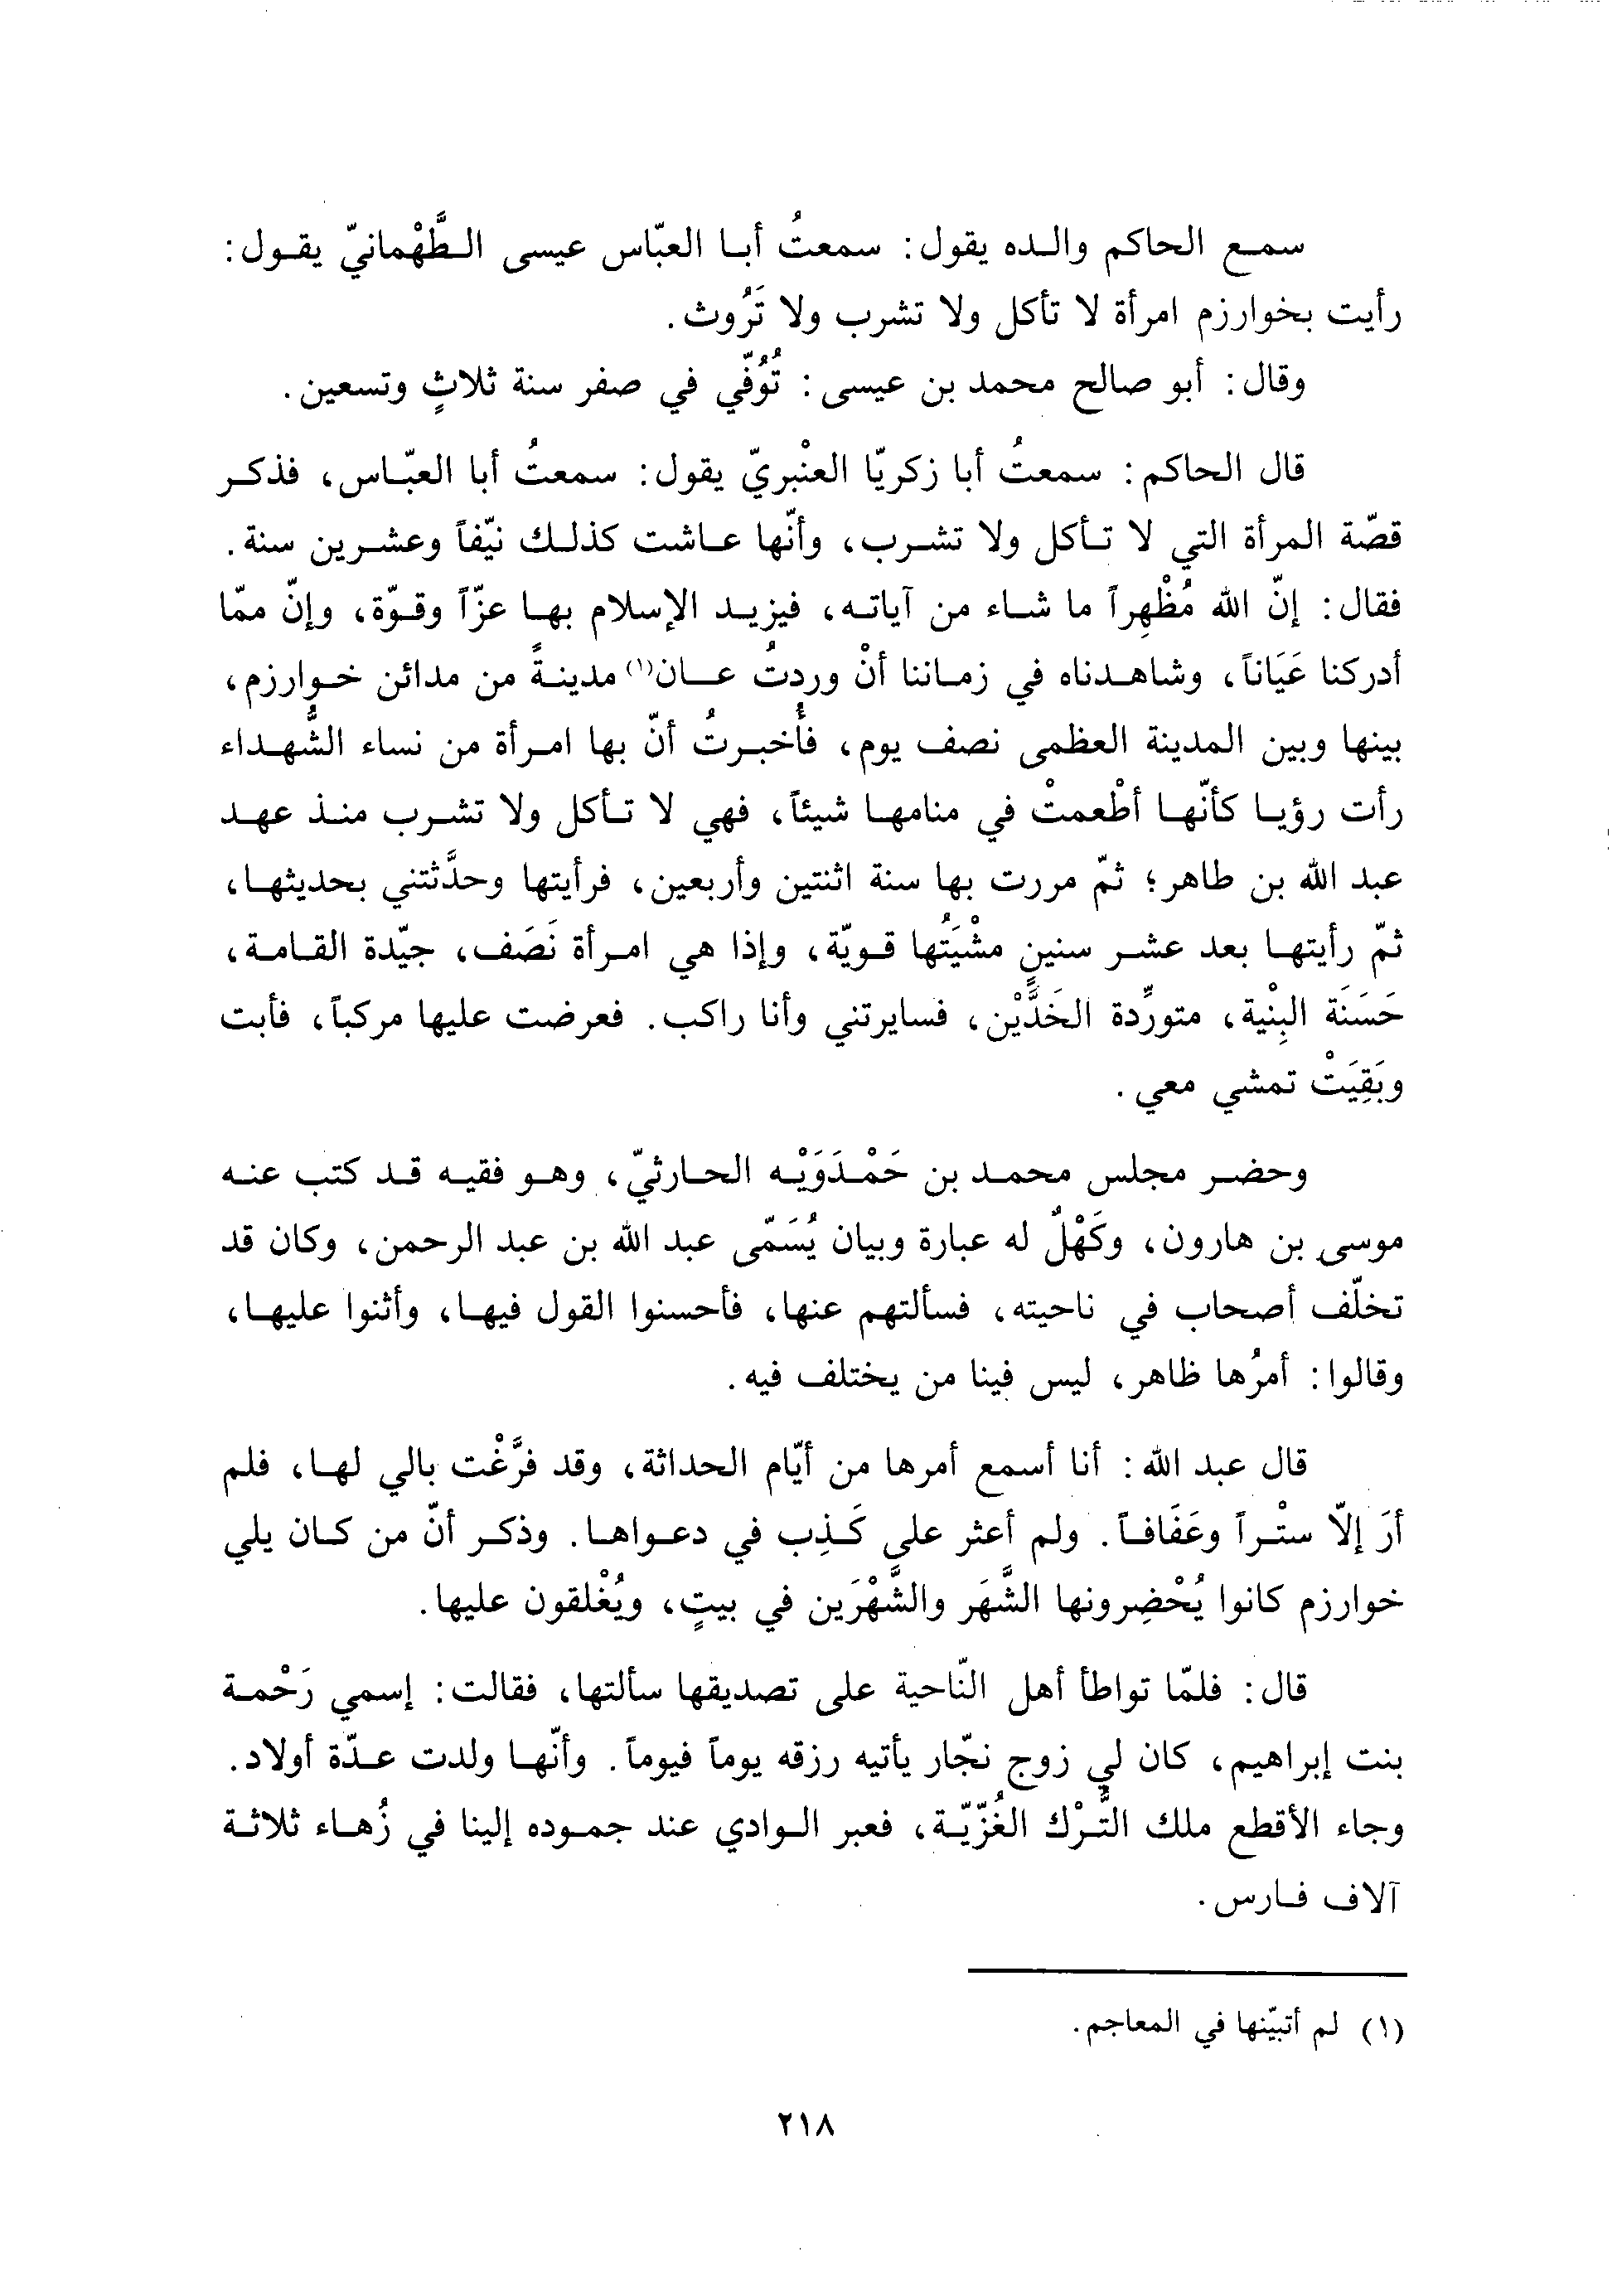 سمع الحاكم والده يقول: سمعتُ أبا العبّاس عيسى الطَّهْمانيّ يقول:
رأيت بخوارزم امرأة لا تأكل ولا تشرب ولا تَرُوث.
وقال: أبو صالح محمد بن عيسى: تُوُفّي في صفر سنة ثلاثٍ وتسعين.
قال الحاكم: سمعتُ أبا زكريّا العنْبريّ يقول: سمعتُ أبا العبّاس، فذكر
قصّة المرأة التي لا تأكل ولا تشرب، وأنّها عاشت كذلك نيّفاً وعشرين سنة.
فقال: إنّ الله مُظْهِراً ما شاء من آياته، فيزيد الإسلام بها عزّاً وقوّة، وإنّ ممّا
أدركنا عَيَاناً، وشاهدناه في زماننا أنْ وردتُ عان(١) مدينةً من مدائن خوارزم،
بينها وبين المدينة العظمى نصف يوم، فأُخبرتُ أنّ بها امرأة من نساء الشُّهداء
رأت رؤيا كأنّها أطْعمتْ في منامها شيئاً، فهي لا تأكل ولا تشرب منذ عهد
عبد الله بن طاهر؛ ثمّ مررت بها سنة اثنتين وأربعين، فرأيتها وحدَّثتني بحديثها،
ثمّ رأيتها بعد عشر سنينٍ مشْيَتُها قويّة، وإذا هي امرأة نَصَف، جيّدة القامة،
حَسَنَة البِنْية، متورِّدة الخَدَّيْن، فسايرتني وأنا راكب. فعرضت عليها مركباً، فأبت
وبَقِيَتْ تمشي معي.
وحضر مجلس محمد بن حَمْدَوَيْه الحارثيّ، وهو فقيه قد كتب عنه
موسى بن هارون، وكَهْلٌ له عبارة وبيان يُسَمّى عبد الله بن عبد الرحمن، وكان قد
تخلّف أصحاب في ناحيته، فسألتهم عنها، فأحسنوا القول فيها، وأثنوا عليها،
وقالوا: أمرُها ظاهر، ليس فينا من يختلف فيه.
قال عبد الله: أنا أسمع أمرها من أيّام الحداثة، وقد فرَّغْت بالي لها، فلم
أرَ إلّا ستْراً وعَفَافاً. ولم أعثر على كَذِب في دعواها. وذكر أنّ من كان يلي
خوارزم كانوا يُحْضِرونها الشَّهَر والشَّهْرَين في بيتٍ، ويُغْلقون عليها.
قال: فلمّا تواطأ أهل النّاحية على تصديقها سألتها، فقالت: إسمي رَحْمة
بنت إبراهيم، كان لي زوج نجّار يأتيه رزقه يوماً فيوماً. وأنّها ولدت عدّة أولاد.
وجاء الأقطع ملك التُّرْك الغُزّيّة، فعبر الوادي عند جموده إلينا في زُهاء ثلاثة
آلاف فارس.
(١) لم أتبيّنها في المعاجم.
٢١٨